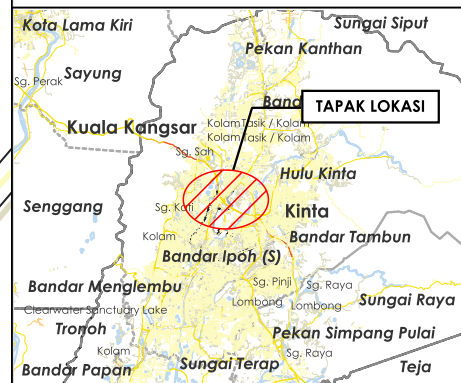 Kota Lama Kiri
Sungai Siput
Pekan Kanthan
Sg. Perak
Sayung
Band
TAPAK LOKASI
Kuala Kangsar
Kolam Tasik / Kolam
Kolam Tasik / Kolam
Sg. Sah
Hulu Kinta
Senggang
Sg. Kati
Kinta
Kolam
Bandar Tambun
Bandar Ipoh (S)
Bandar Menglembu
Sg. Pinji
Sg. Raya
Lombong
Lombong
Sungai Raya
Clearwater Sanctuary Lake
Tronoh
Pekan Simpang Pulai
Kolam
Sg. Raya
Bandar Papan
Sungai Terap
Teja